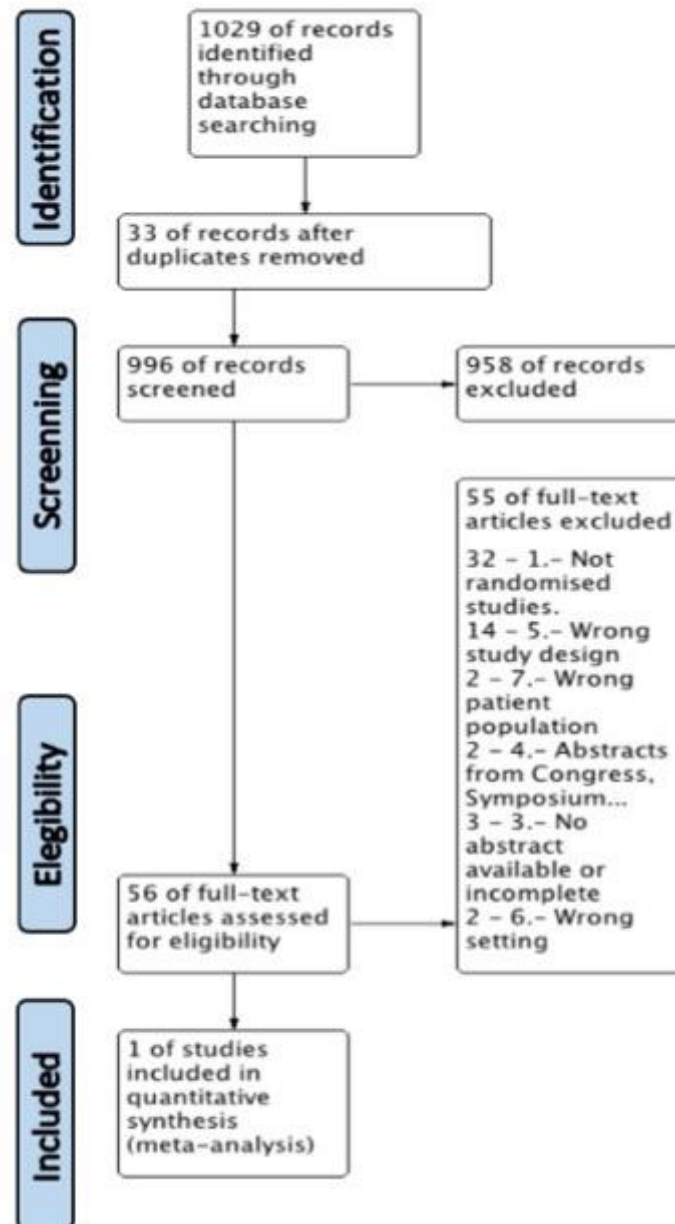 Identification
1029 of records
identified
through
database
searching
33 of records after
duplicates removed
Screenning
996 of records
screened
958 of records
excluded
55 of full-text
articles excluded
32 – 1.– Not
randomised
studies.
14 – 5.– Wrong
study design
2 – 7.– Wrong
patient
population
2 – 4.– Abstracts
from Congress,
Symposium...
3 – 3.– No
abstract
available or
incomplete
2 – 6.– Wrong
setting
Elegibility
56 of full-text
articles assessed
for eligibility
Included
1 of studies
included in
quantitative
synthesis
(meta-analysis)